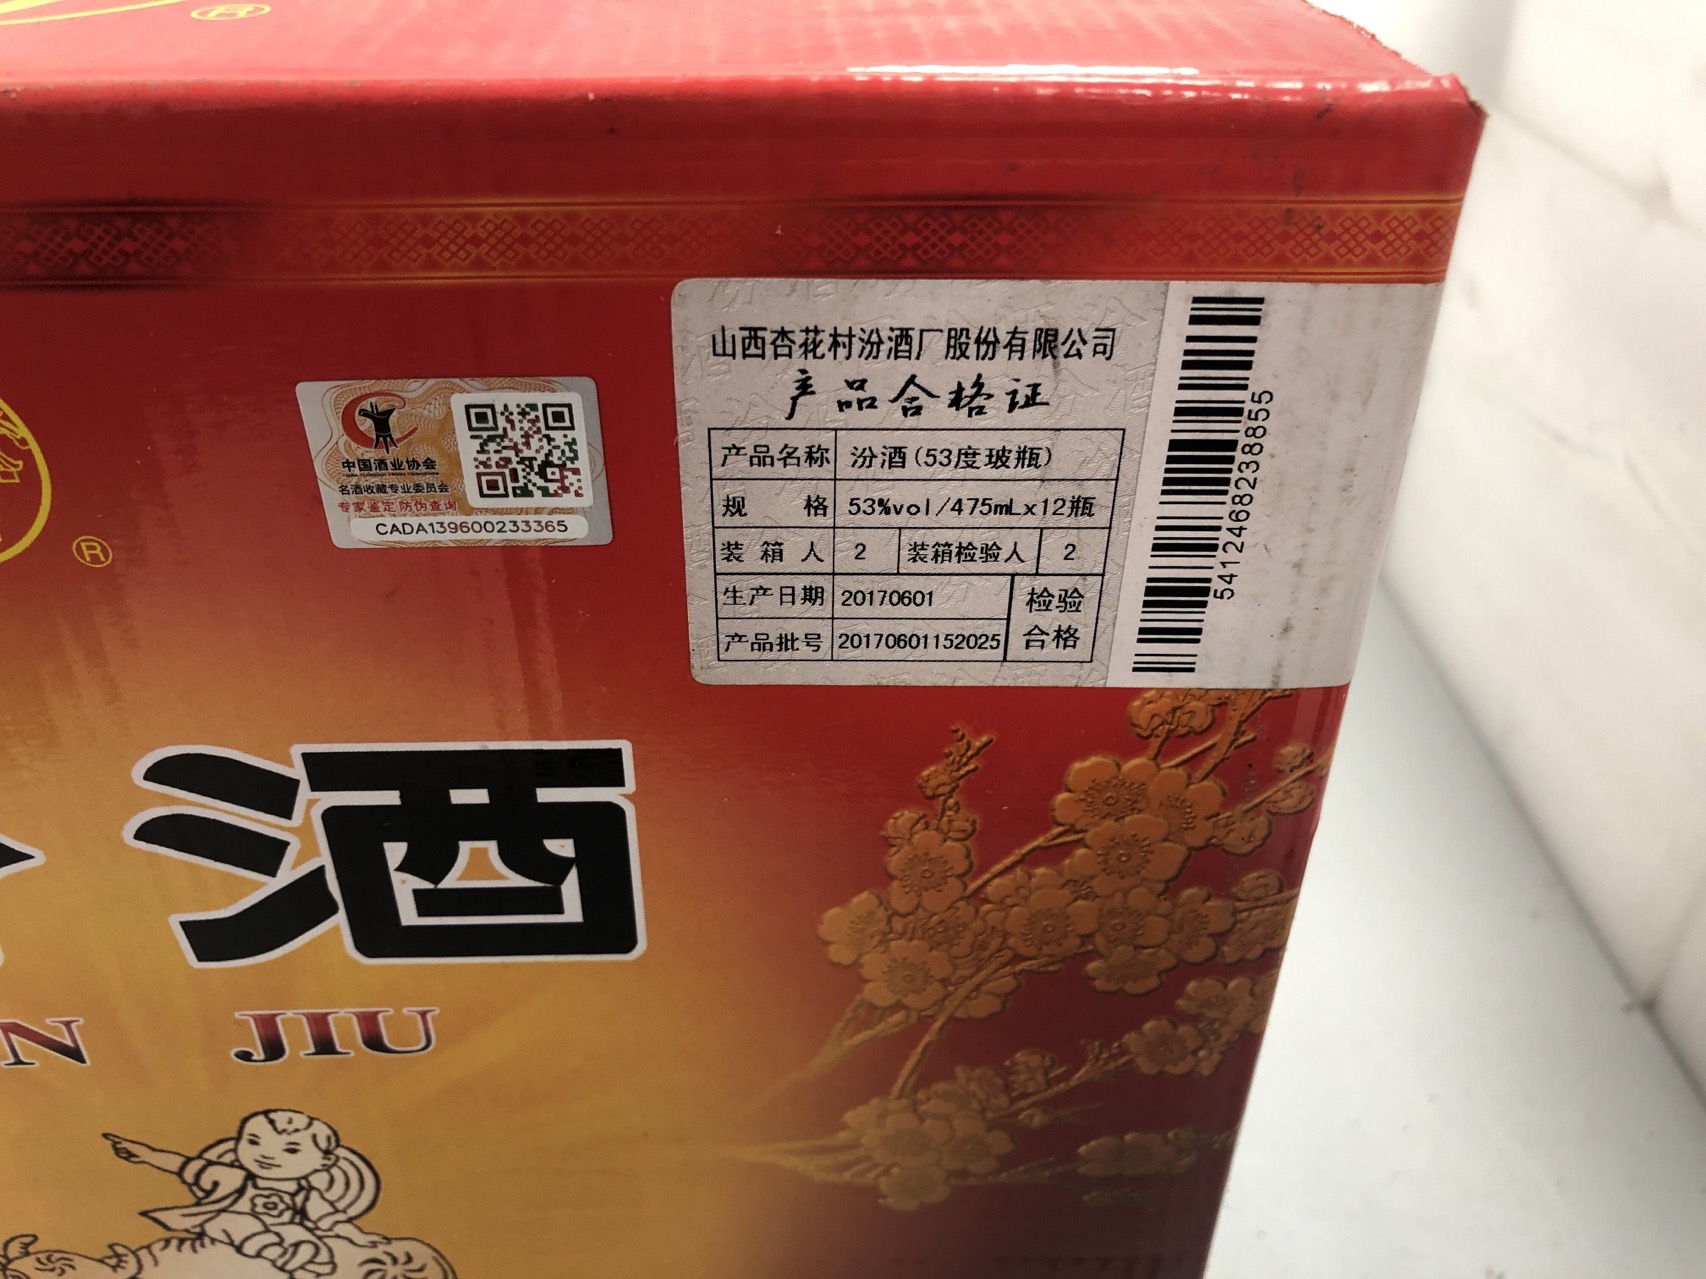 ®
®
中国酒业协会
名酒收藏专业委员会
专家鉴定 防伪查询
CADA139600233365
山西杏花村汾酒厂股份有限公司
产品合格证
产品名称 汾酒(53度玻瓶)
规 格 53%vol/475mLx12瓶
装 箱 人 2 装箱检验人 2
生产日期 20170601 检验
产品批号 20170601152025 合格
54124688238855
酒
N JIU